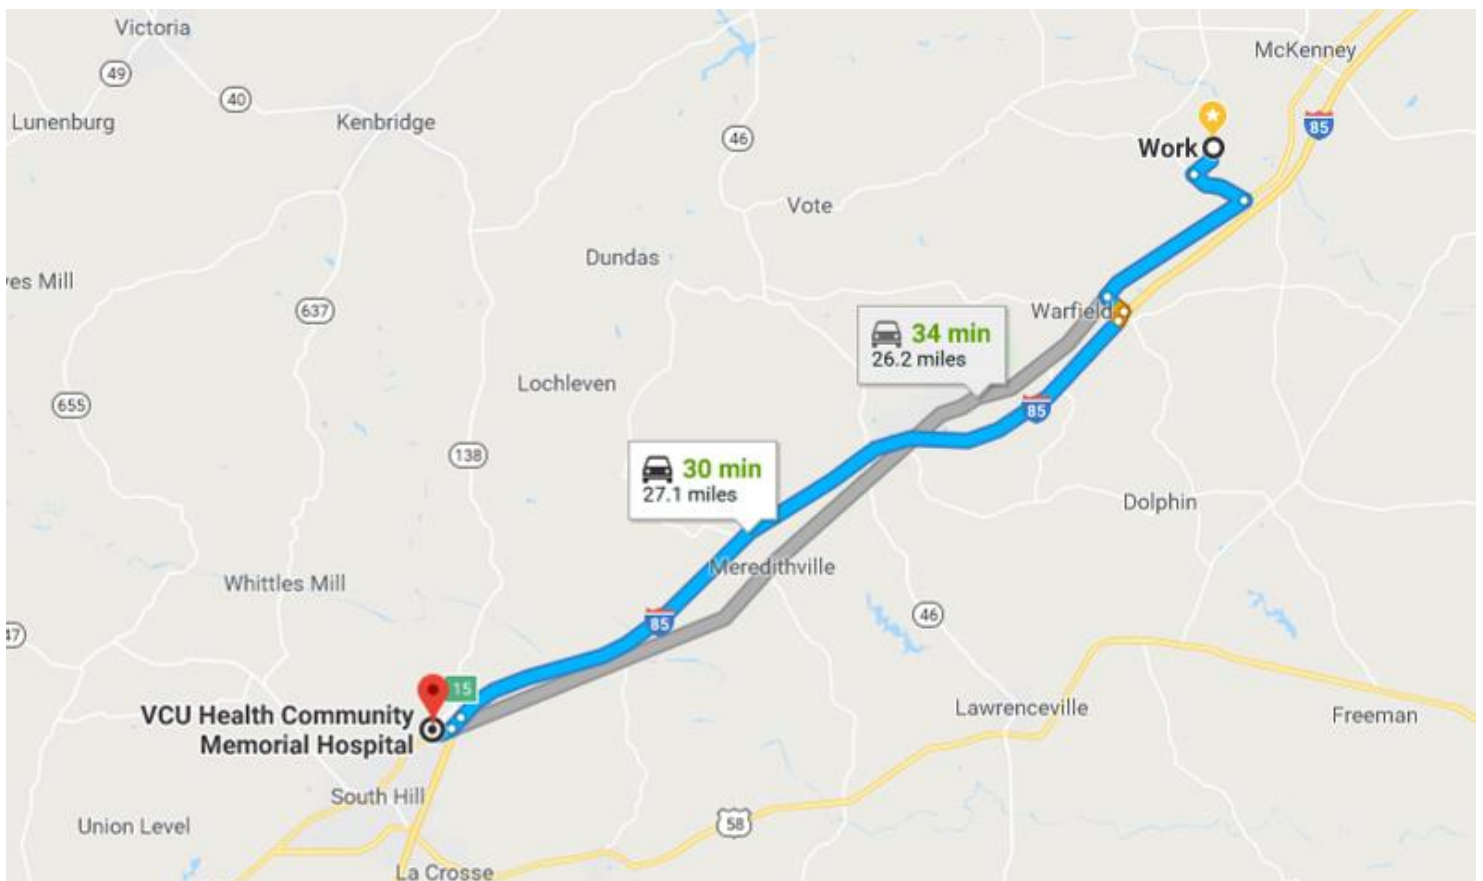 Victoria
McKenney
49
40
Lunenburg
Kenbridge
85
46
Work
Vote
Dundas
es Mill
637
Warfield
34 min
26.2 miles
Lochleven
655
85
138
30 min
27.1 miles
Dolphin
Meredithville
Whittles Mill
85
46
47
15
VCU Health Community
Memorial Hospital
Lawrenceville
Freeman
South Hill
Union Level
58
La Crosse